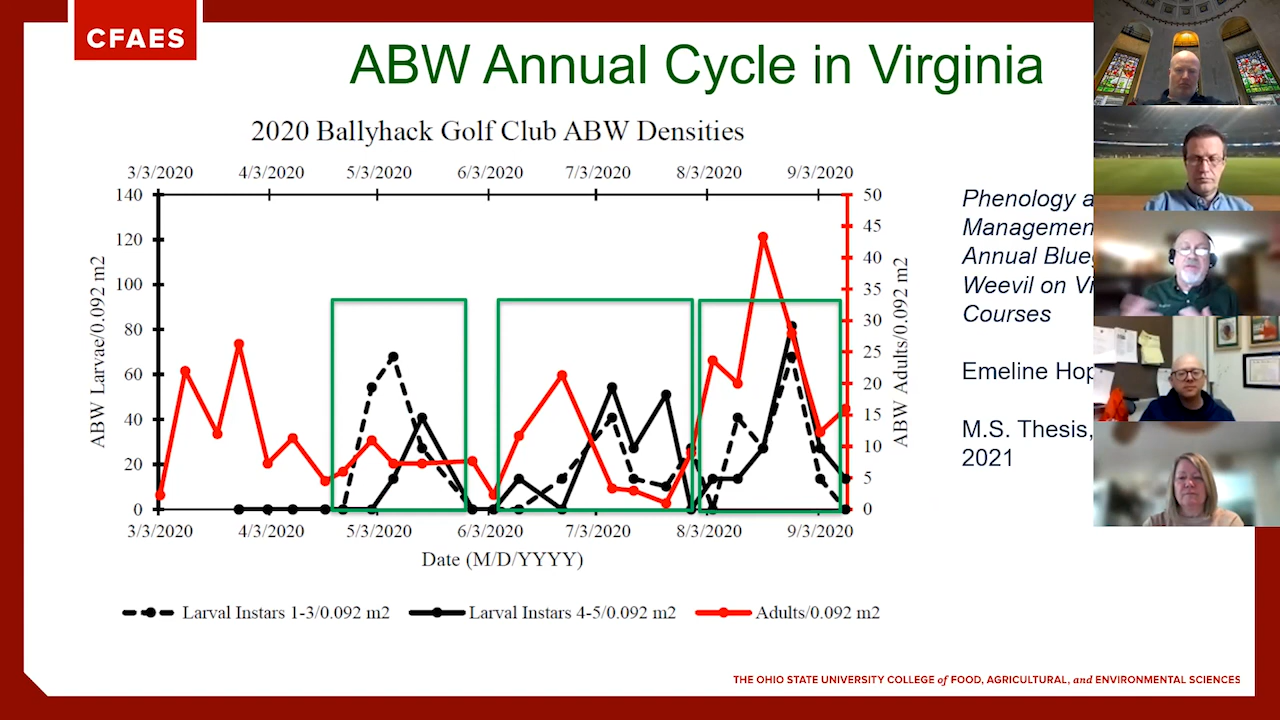 CFAES
ABW Annual Cycle in Virginia
2020 Ballyhack Golf Club ABW Densities
3/3/2020 4/3/2020 5/3/2020 6/3/2020 7/3/2020 8/3/2020 9/3/2020
140
120
100
80
60
40
20
0
ABW Larvae/0.092 m2
50
45
40
35
30
25
20
15
10
5
0
ABW Adults/0.092 m2
3/3/2020 4/3/2020 5/3/2020 6/3/2020 7/3/2020 8/3/2020 9/3/2020
Date (M/D/YYYY)
Larval Instars 1-3/0.092 m2 Larval Instars 4-5/0.092 m2 Adults/0.092 m2
Phenology
Annual
Weevil on
Courses
Emeline
M.S. Thesis,
2021
THE OHIO STATE UNIVERSITY COLLEGE of FOOD, AGRICULTURAL, and ENVIRONMENTAL SCIENCES